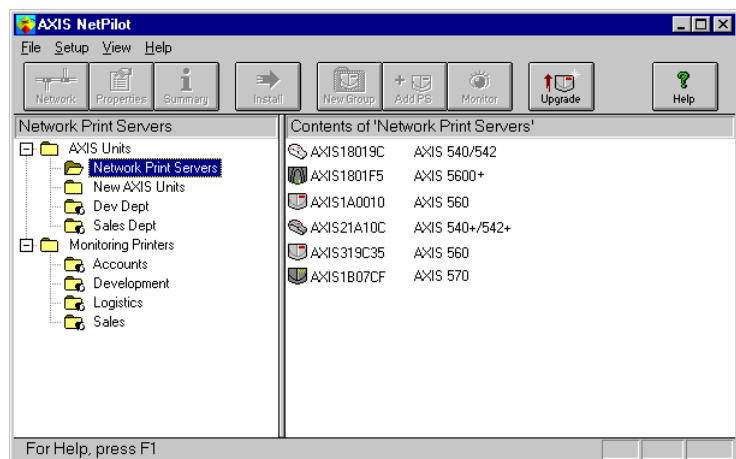 AXIS NetPilot
File Setup View Help
Network Properties Summary Install New Group Add PS Monitor Upgrade Help
Network Print Servers
Contents of 'Network Print Servers'
AXIS Units
Network Print Servers
New AXIS Units
Dev Dept
Sales Dept
Monitoring Printers
Accounts
Development
Logistics
Sales
AXIS18019C AXIS 540/542
AXIS1801F5 AXIS 5600+
AXIS1A0010 AXIS 560
AXIS21A10C AXIS 540+/542+
AXIS319C35 AXIS 560
AXIS1B07CF AXIS 570
For Help, press F1